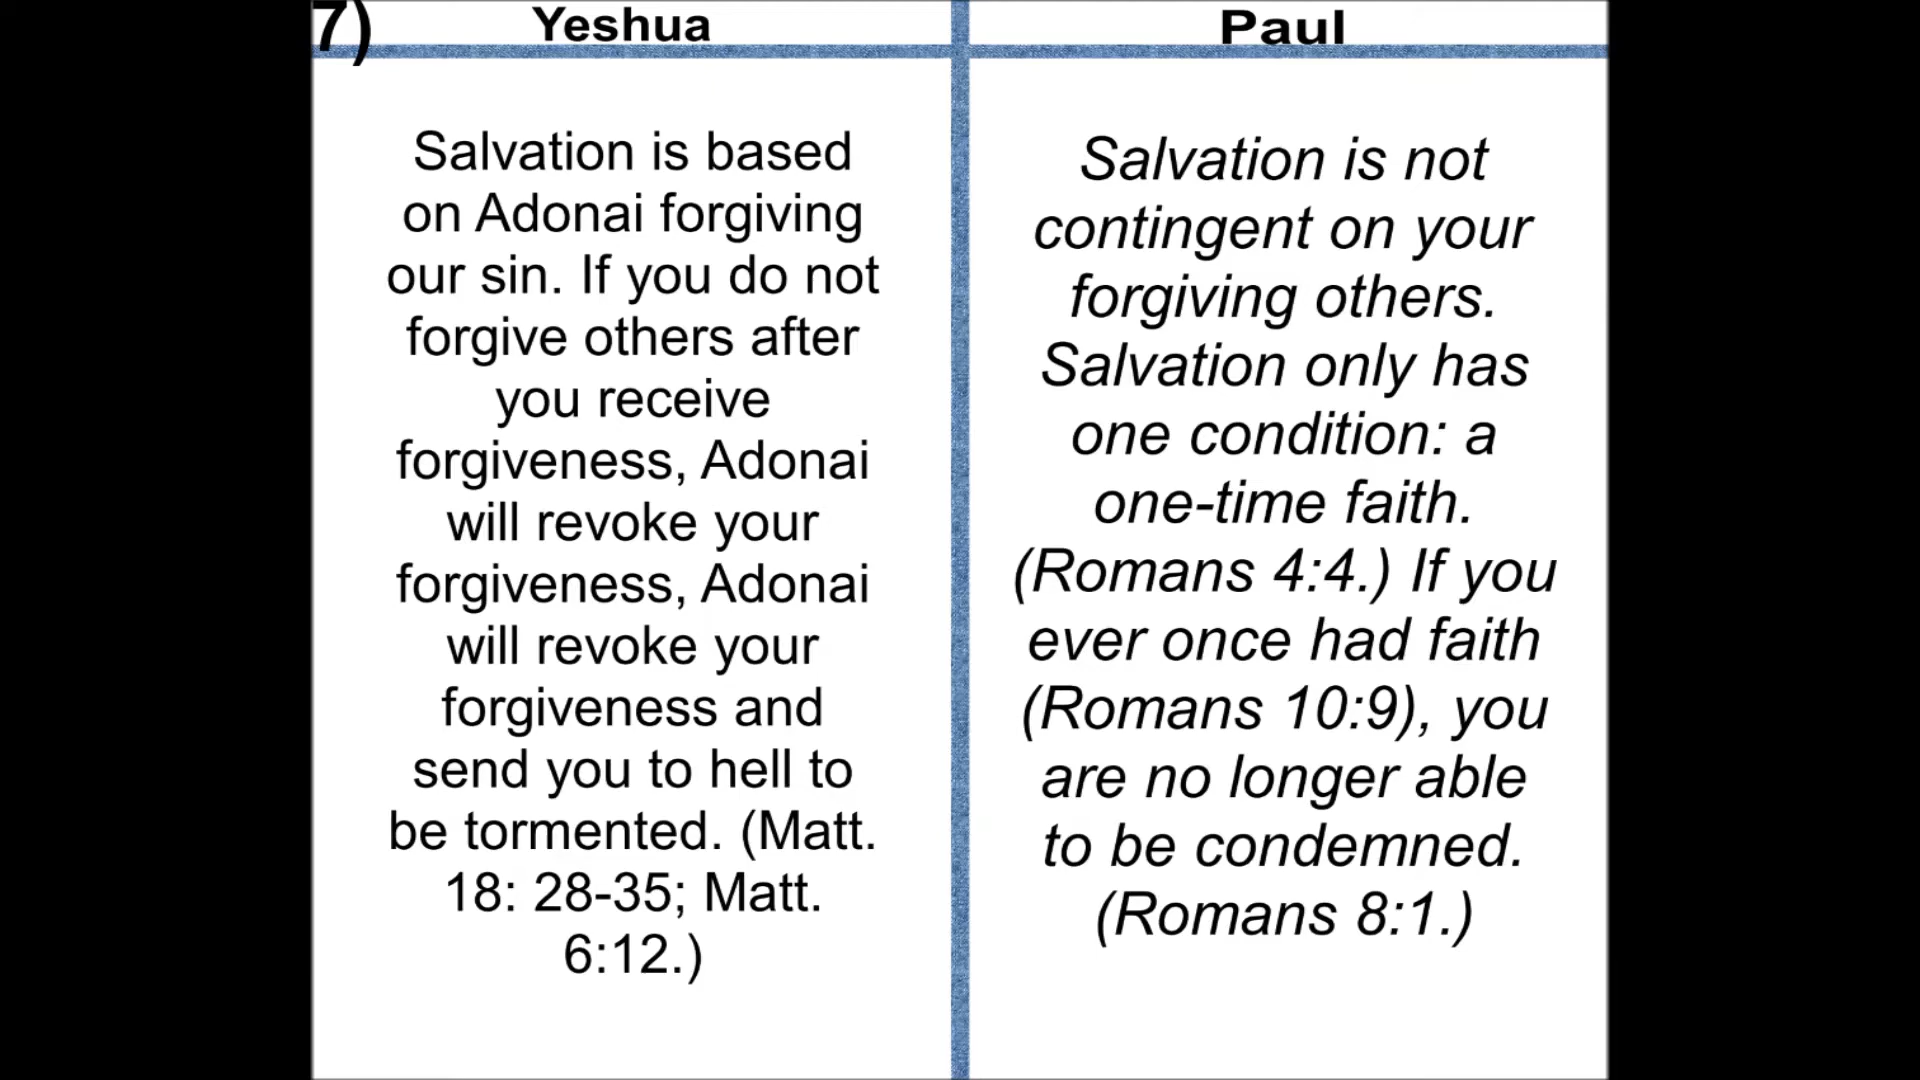 7)
Yeshua
Paul
Salvation is based
on Adonai forgiving
our sin. If you do not
forgive others after
you receive
forgiveness, Adonai
will revoke your
forgiveness, Adonai
will revoke your
forgiveness and
send you to hell to
be tormented. (Matt.
18: 28-35; Matt.
6:12.)
Salvation is not
contingent on your
forgiving others.
Salvation only has
one condition: a
one-time faith.
(Romans 4:4.) If you
ever once had faith
(Romans 10:9), you
are no longer able
to be condemned.
(Romans 8:1.)